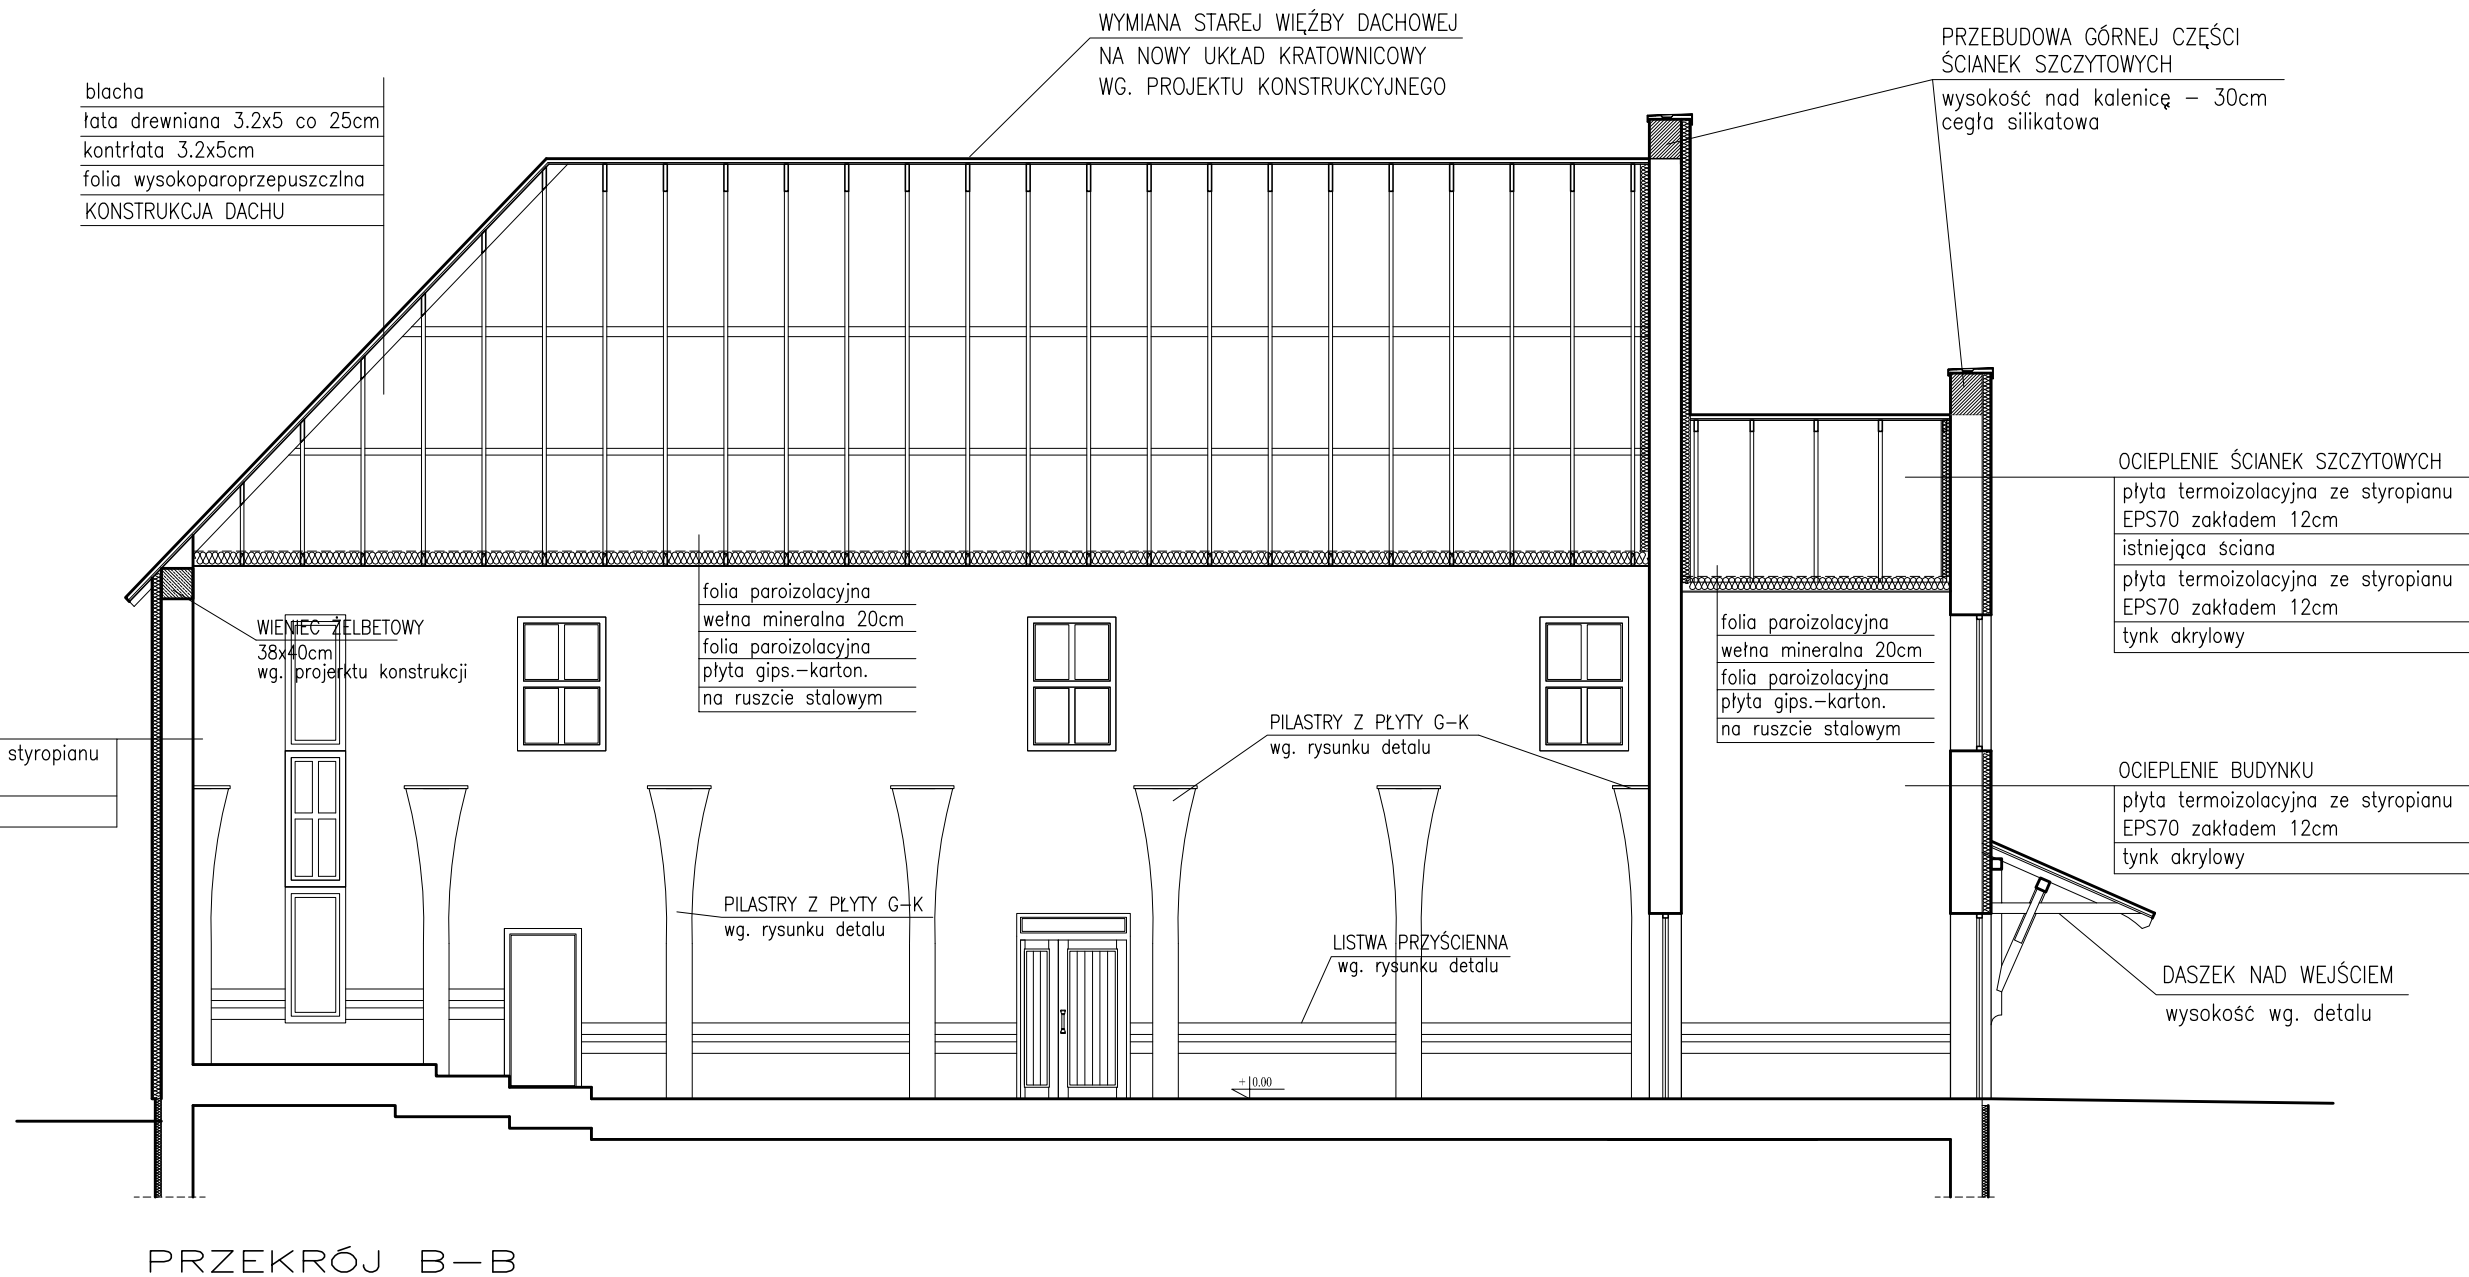 WYMIANA STAREJ WIĘŹBY DACHOWEJ
NA NOWY UKŁAD KRATOWNICOWY
WG. PROJEKTU KONSTRUKCYJNEGO
PRZEBUDOWA GÓRNEJ CZĘŚCI
ŚCIANEK SZCZYTOWYCH
wysokość nad kalenicę – 30cm
cegła silikatowa
blacha
łata drewniana 3.2x5 co 25cm
kontrłata 3.2x5cm
folia wysokoparoprzepuszczlna
KONSTRUKCJA DACHU
OCIEPLENIE ŚCIANEK SZCZYTOWYCH
płyta termoizolacyjna ze styropianu
EPS70 zakładem 12cm
istniejąca ściana
płyta termoizolacyjna ze styropianu
EPS70 zakładem 12cm
tynk akrylowy
folia paroizolacyjna
wełna mineralna 20cm
folia paroizolacyjna
płyta gips.–karton.
na ruszcie stalowym
folia paroizolacyjna
wełna mineralna 20cm
folia paroizolacyjna
płyta gips.–karton.
na ruszcie stalowym
WIENIEC ŻELBETOWY
38x40cm
wg. projerktu konstrukcji
styropianu
PILASTRY Z PŁYTY G–K
wg. rysunku detalu
OCIEPLENIE BUDYNKU
płyta termoizolacyjna ze styropianu
EPS70 zakładem 12cm
tynk akrylowy
PILASTRY Z PŁYTY G–K
wg. rysunku detalu
LISTWA PRZYŚCIENNA
wg. rysunku detalu
DASZEK NAD WEJŚCIEM
wysokość wg. detalu
+0.00
PRZEKRÓJ B–B